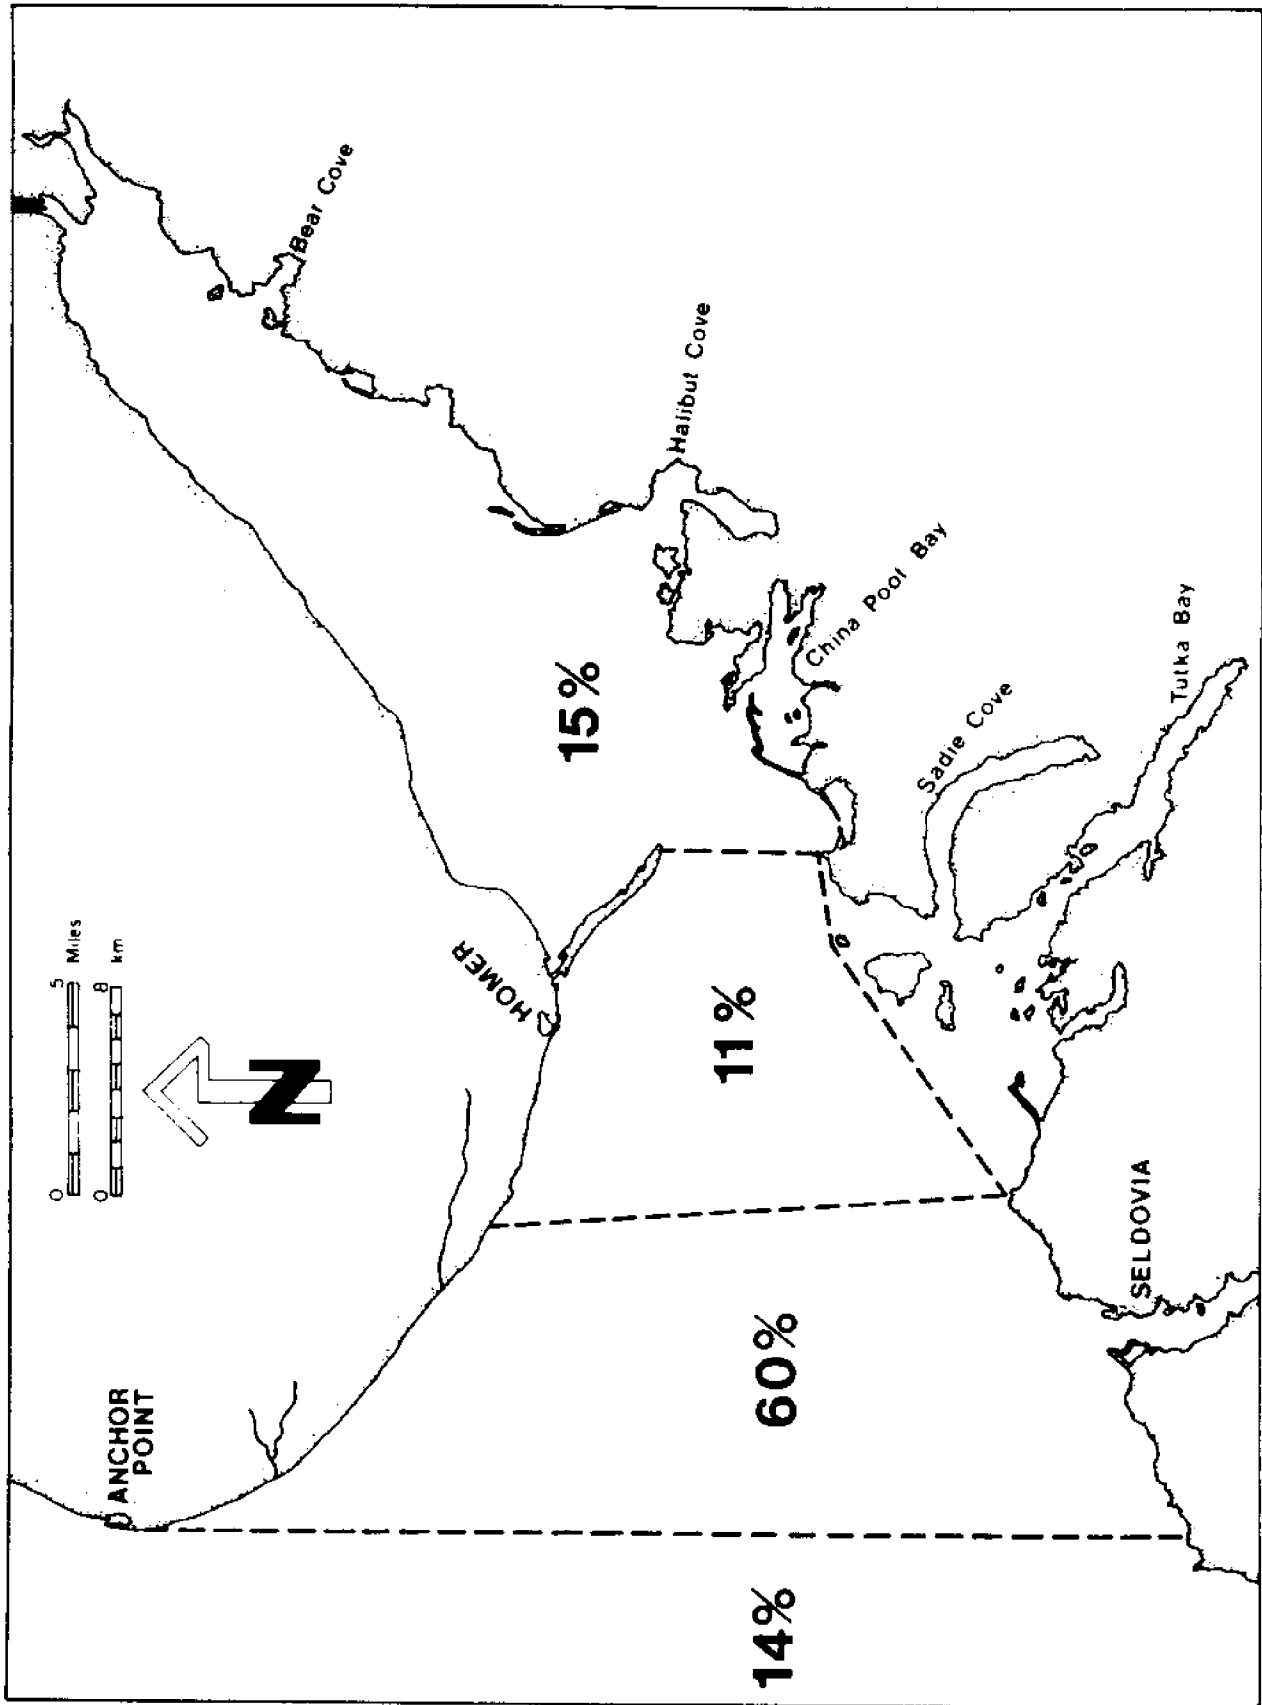 0 5 Miles
0 8 km
N
ANCHOR
POINT
HOMER
Bear Cove
Halibut Cove
China Poot Bay
Sadie Cove
Tutka Bay
SELDOVIA
14%
60%
11%
15%